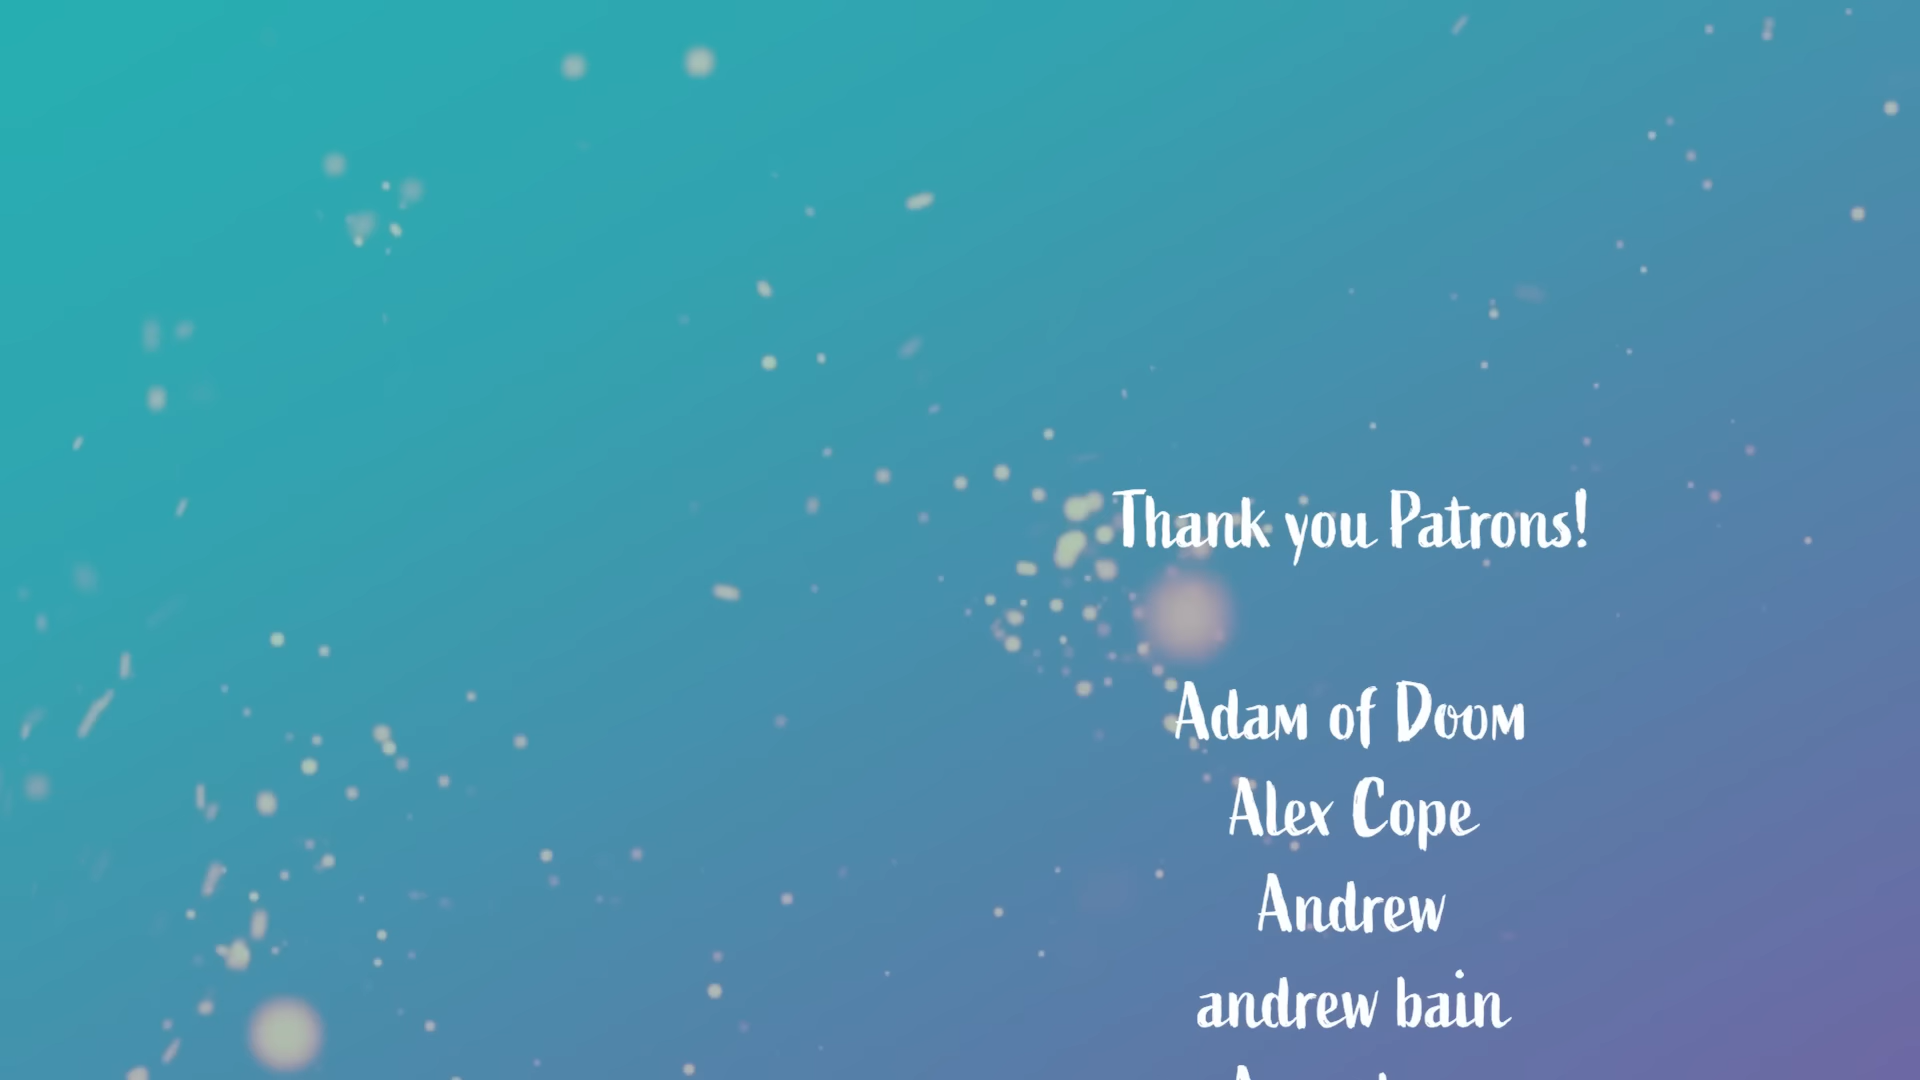 Thank you Patrons!
Adam of Doom
Alex Cope
Andrew
andrew bain